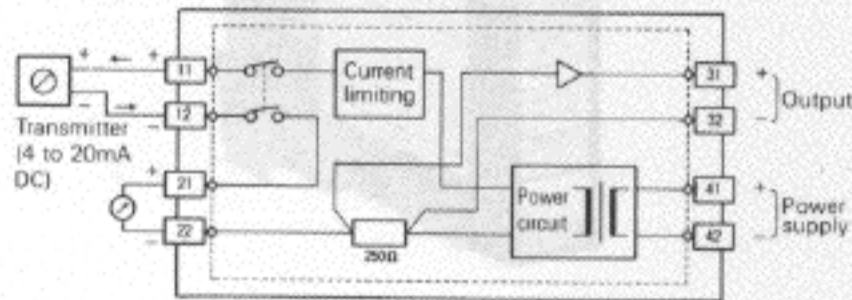 + ← +
11
Current
limiting
31
+
- → -
12
32
-
Output
Transmitter
(4 to 20mA
DC)
+
21
-
22
250Ω
Power
circuit
41
+
42
-
Power
supply